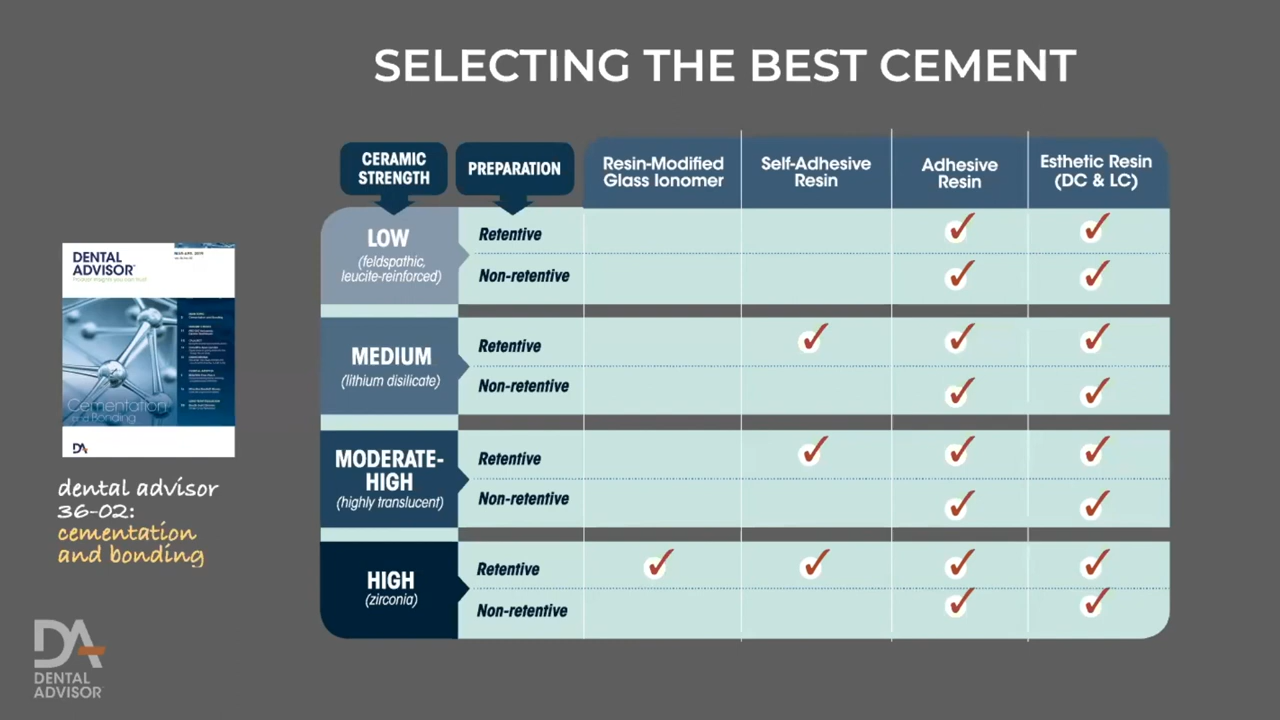 SELECTING THE BEST CEMENT
CERAMIC
STRENGTH
PREPARATION
Resin-Modified
Glass Ionomer
Self-Adhesive
Resin
Adhesive
Resin
Esthetic Resin
(DC & LC)
LOW
(feldspathic,
leucite-reinforced)
Retentive
Non-retentive
MEDIUM
(lithium disilicate)
Retentive
Non-retentive
MODERATE-
HIGH
(highly translucent)
Retentive
Non-retentive
HIGH
(zirconia)
Retentive
Non-retentive
DENTAL
ADVISOR
Cementation
and Bonding
DA
dental advisor
36-02:
cementation
and bonding
DA
DENTAL
ADVISOR